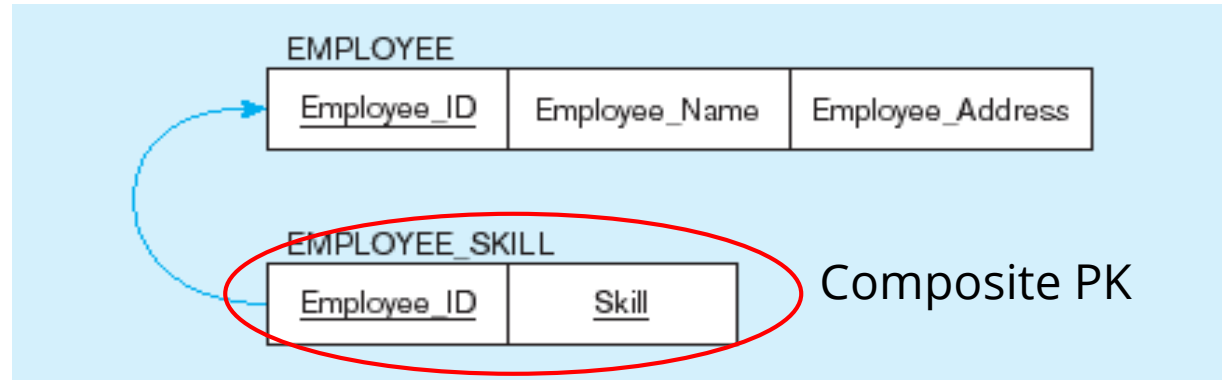 EMPLOYEE
Employee_ID Employee_Name Employee_Address
EMPLOYEE_SKILL
Employee_ID Skill
Composite PK